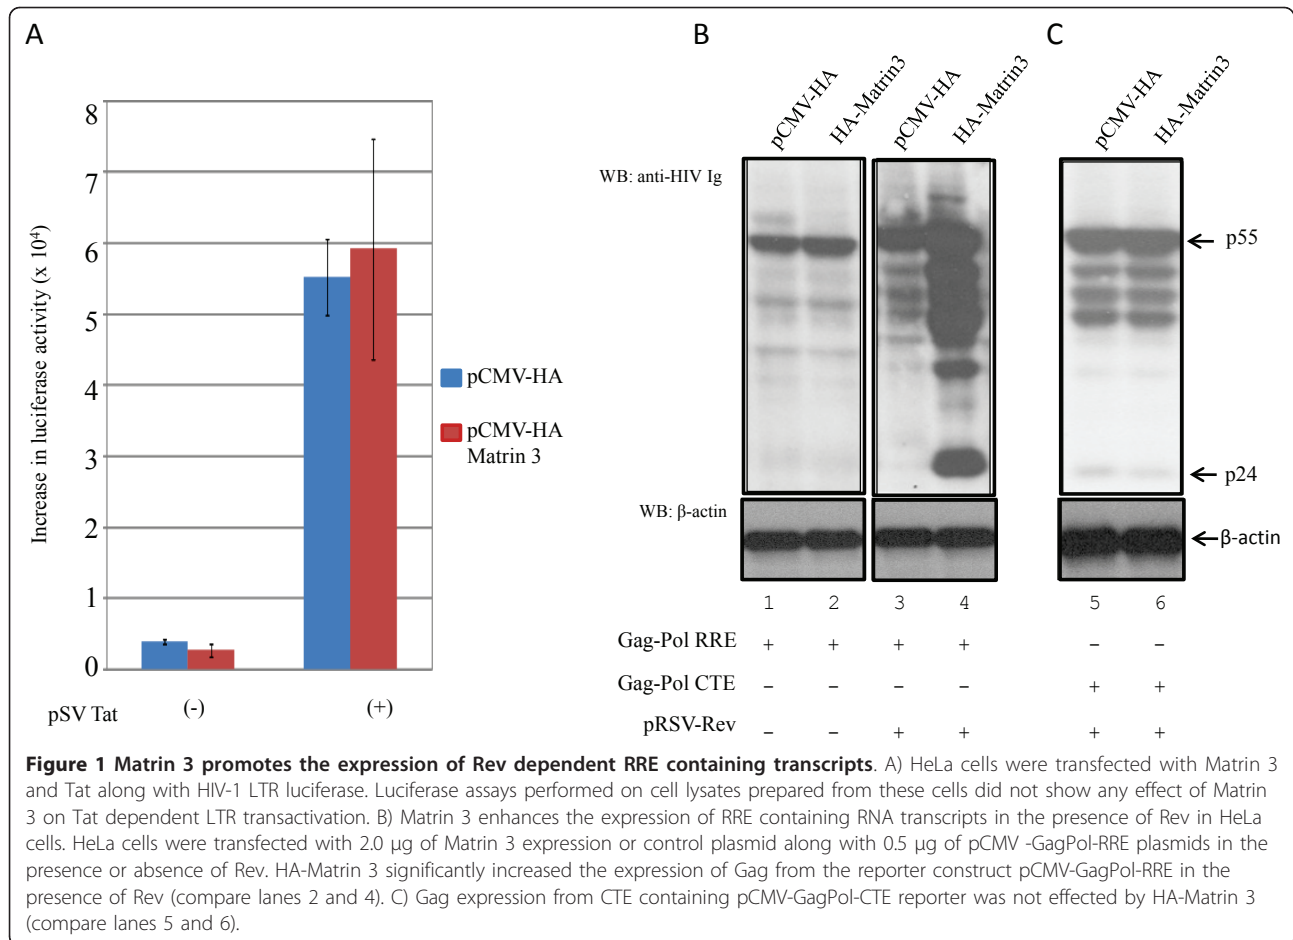 A
8
7
6
5
4
3
2
1
0
Increase in luciferase activity (x 10⁴)
pSV Tat
(-)
(+)
pCMV-HA
pCMV-HA
Matrin 3
B
pCMV-HA
HA-Matrin3
pCMV-HA
HA-Matrin3
WB: anti-HIV Ig
WB: β-actin
C
pCMV-HA
HA-Matrin3
p55
p24
β-actin
1 2 3 4 5 6
Gag-Pol RRE + + + + – –
Gag-Pol CTE – – – – + +
pRSV-Rev – – + + + +
Figure 1 Matrin 3 promotes the expression of Rev dependent RRE containing transcripts. A) HeLa cells were transfected with Matrin 3
and Tat along with HIV-1 LTR luciferase. Luciferase assays performed on cell lysates prepared from these cells did not show any effect of Matrin
3 on Tat dependent LTR transactivation. B) Matrin 3 enhances the expression of RRE containing RNA transcripts in the presence of Rev in HeLa
cells. HeLa cells were transfected with 2.0 μg of Matrin 3 expression or control plasmid along with 0.5 μg of pCMV -GagPol-RRE plasmids in the
presence or absence of Rev. HA-Matrin 3 significantly increased the expression of Gag from the reporter construct pCMV-GagPol-RRE in the
presence of Rev (compare lanes 2 and 4). C) Gag expression from CTE containing pCMV-GagPol-CTE reporter was not effected by HA-Matrin 3
(compare lanes 5 and 6).